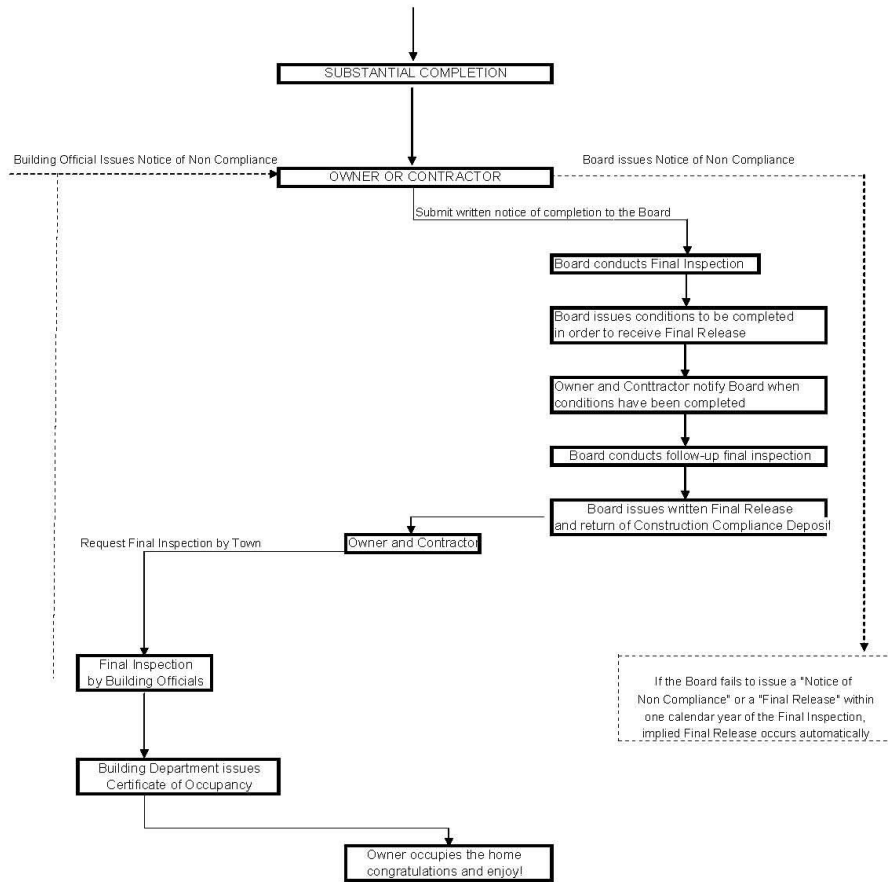 SUBSTANTIAL COMPLETION
Building Official Issues Notice of Non Compliance
Board issues Notice of Non Compliance
OWNER OR CONTRACTOR
Submit written notice of completion to the Board
Board conducts Final Inspection
Board issues conditions to be completed
in order to receive Final Release
Owner and Conttractor notify Board when
conditions have been completed
Board conducts follow-up final inspection
Board issues written Final Release
and return of Construction Compliance Deposit
Request Final Inspection by Town
Owner and Contractor
Final Inspection
by Building Officials
If the Board fails to issue a "Notice of
Non Compliance" or a "Final Release" within
one calendar year of the Final Inspection,
implied Final Release occurs automatically
Building Department issues
Certificate of Occupancy
Owner occupies the home
congratulations and enjoy!